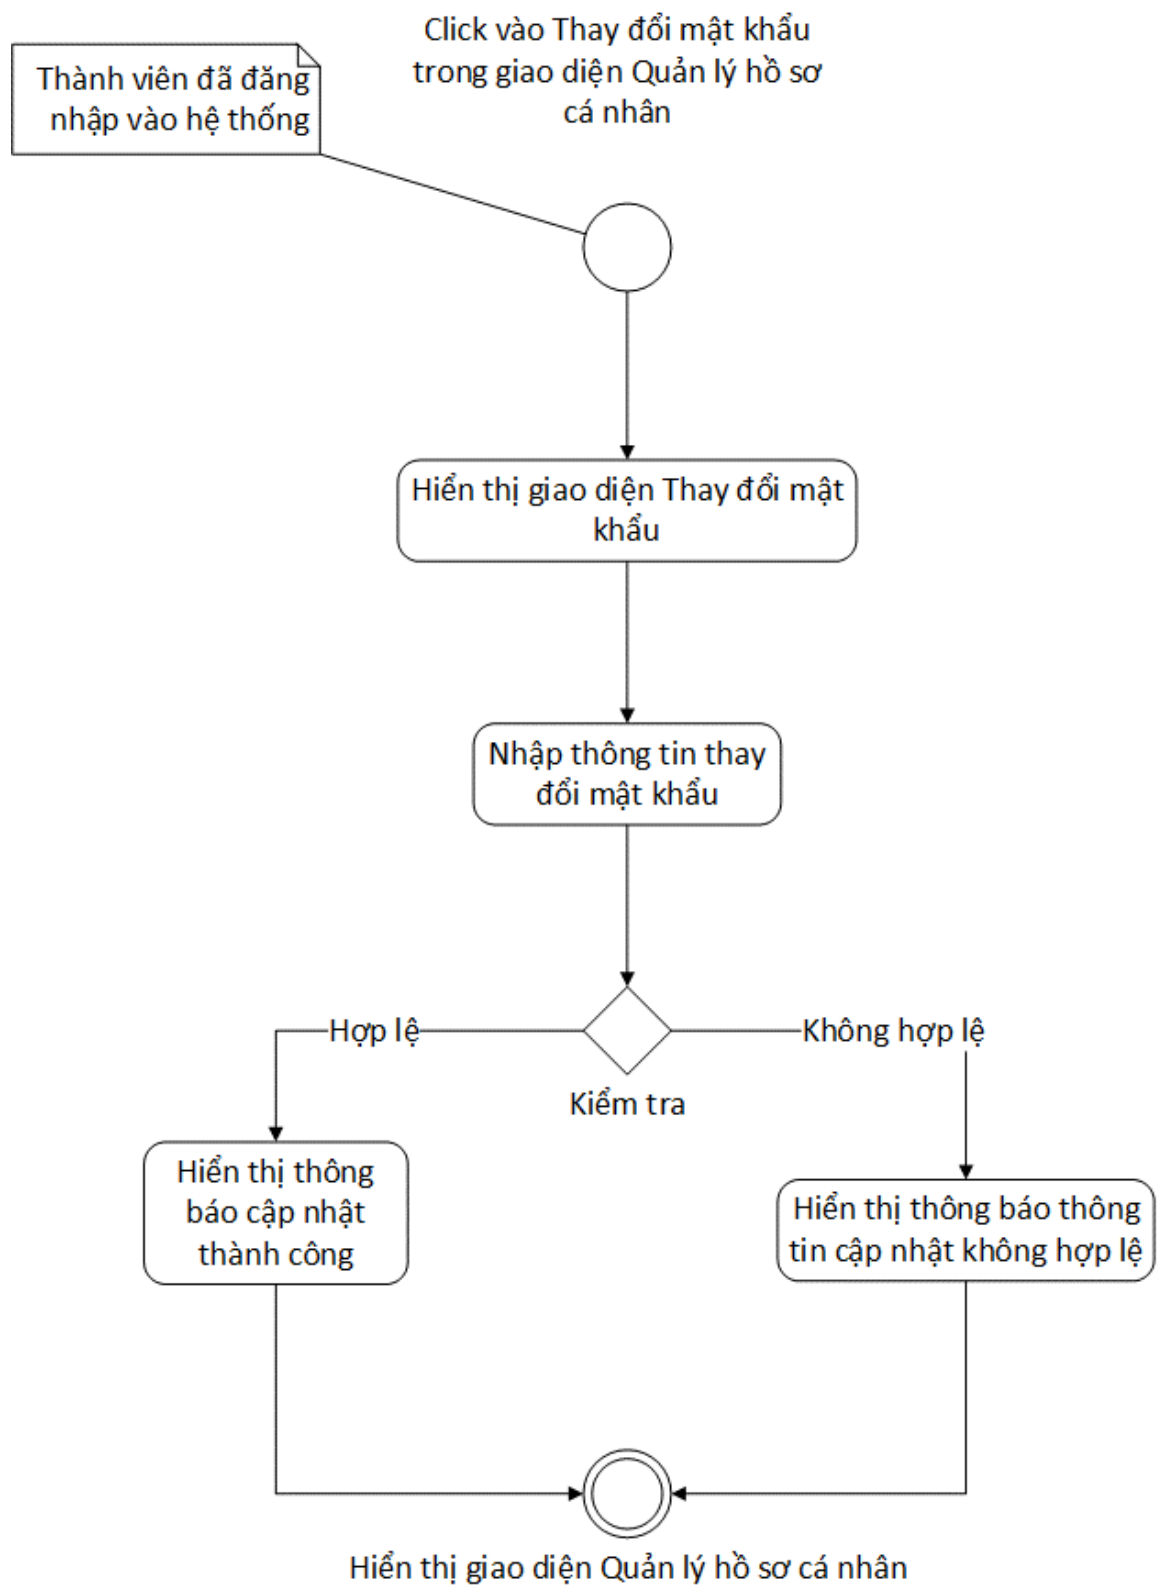 Click vào Thay đổi mật khẩu
trong giao diện Quản lý hồ sơ
cá nhân
Thành viên đã đăng
nhập vào hệ thống
Hiển thị giao diện Thay đổi mật
khẩu
Nhập thông tin thay
đổi mật khẩu
Hợp lệ
Không hợp lệ
Kiểm tra
Hiển thị thông
báo cập nhật
thành công
Hiển thị thông báo thông
tin cập nhật không hợp lệ
Hiển thị giao diện Quản lý hồ sơ cá nhân